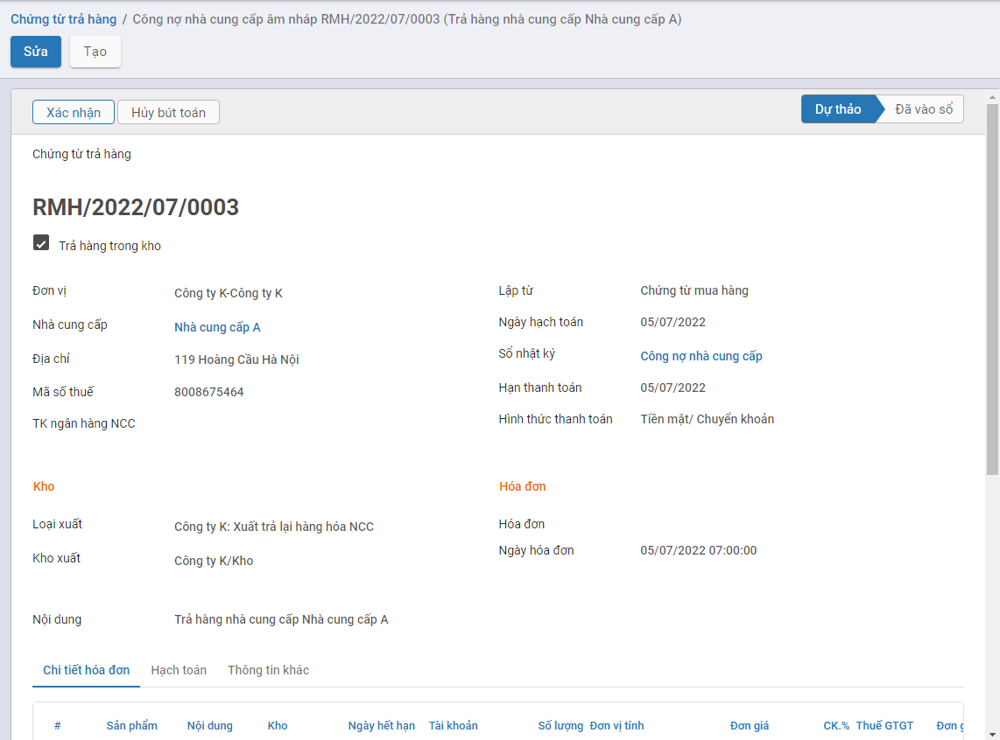 Chứng từ trả hàng / Công nợ nhà cung cấp âm nháp RMH/2022/07/0003 (Trả hàng nhà cung cấp Nhà cung cấp A)
Sửa Tạo
Xác nhận Hủy bút toán Dự thảo Đã vào sổ
Chứng từ trả hàng
RMH/2022/07/0003
Trả hàng trong kho
Đơn vị Công ty K-Công ty K
Nhà cung cấp Nhà cung cấp A
Địa chỉ 119 Hoàng Cầu Hà Nội
Mã số thuế 8008675464
TK ngân hàng NCC
Lập từ Chứng từ mua hàng
Ngày hạch toán 05/07/2022
Sổ nhật ký Công nợ nhà cung cấp
Hạn thanh toán 05/07/2022
Hình thức thanh toán Tiền mặt/ Chuyển khoản
Kho
Loại xuất Công ty K: Xuất trả lại hàng hóa NCC
Kho xuất Công ty K/Kho
Hóa đơn
Hóa đơn
Ngày hóa đơn 05/07/2022 07:00:00
Nội dung Trả hàng nhà cung cấp Nhà cung cấp A
Chi tiết hóa đơn Hạch toán Thông tin khác
# Sản phẩm Nội dung Kho Ngày hết hạn Tài khoản Số lượng Đơn vị tính Đơn giá CK.% Thuế GTGT Đơn g